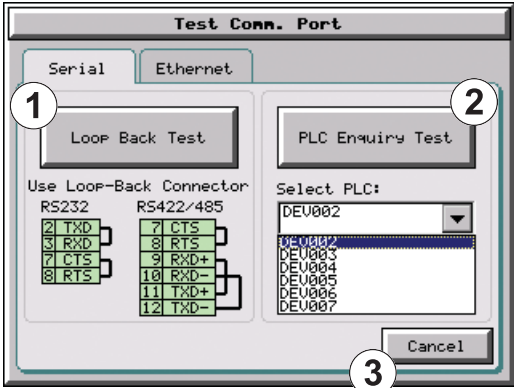 Test Comm. Port
Serial
Ethernet
1
Loop Back Test
Use Loop-Back Connector
RS232
RS422/485
2 TXD
3 RXD
7 CTS
8 RTS
7 CTS
8 RTS
9 RXD+
10 RXD-
11 TXD+
12 TXD-
2
PLC Enquiry Test
Select PLC:
DEV002
DEV002
DEV003
DEV004
DEV005
DEV006
DEV007
Cancel
3